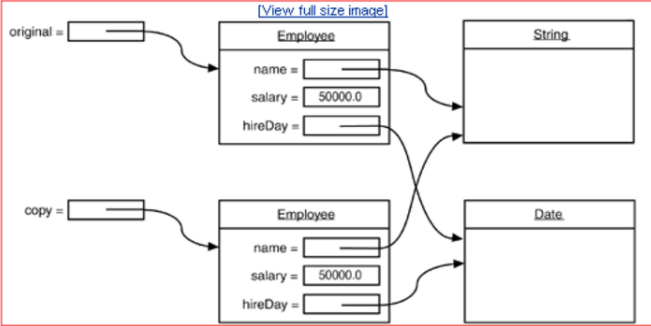 [View full size image]
original =
Employee
String
name =
salary = 50000.0
hireDay =
copy =
Employee
Date
name =
salary = 50000.0
hireDay =